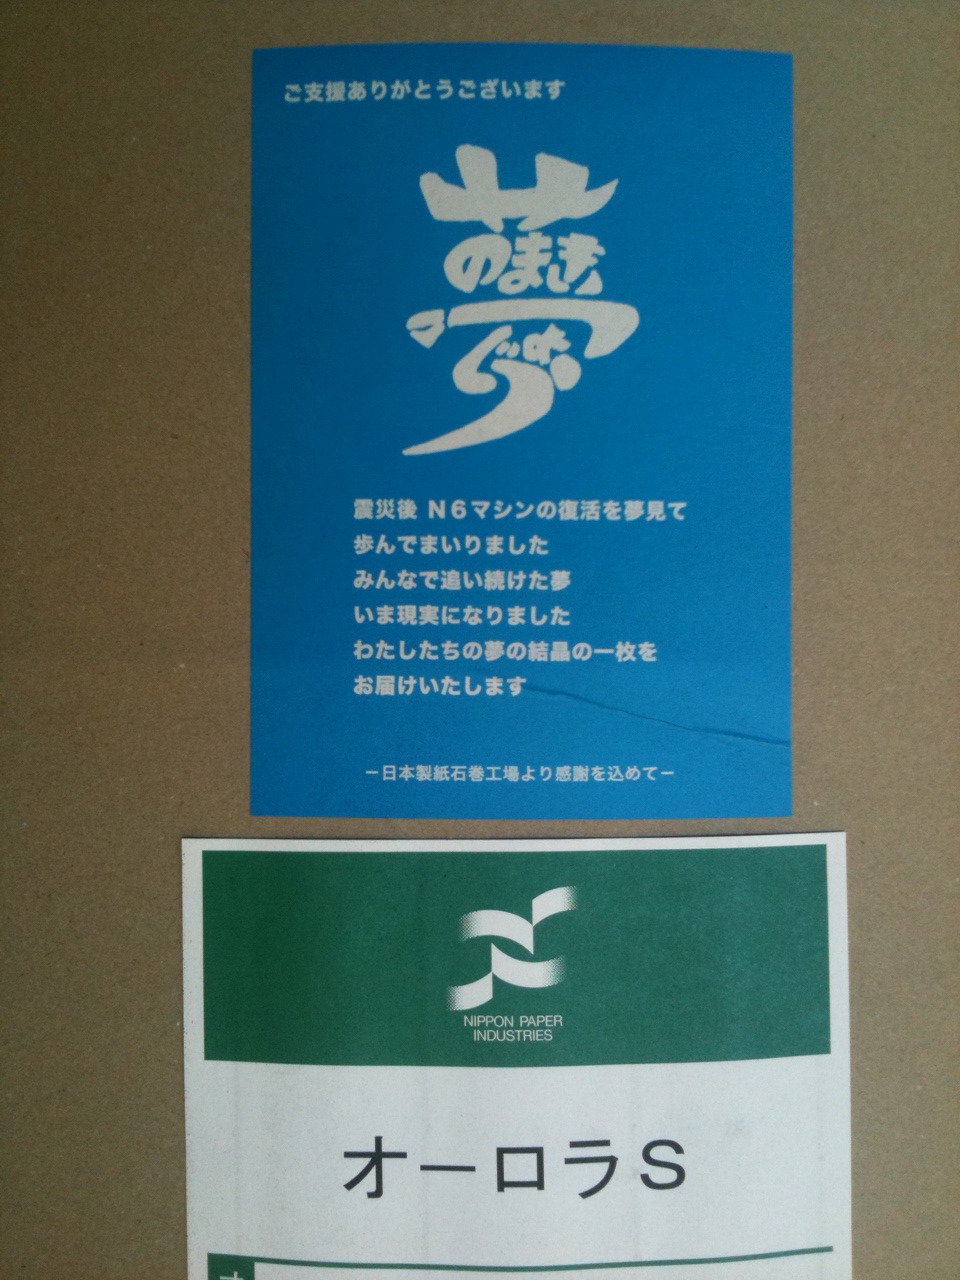 ご支援ありがとうございます
夢
のまき
震災後 N6マシンの復活を夢見て
歩んでまいりました
みんなで追い続けた夢
いま現実になりました
わたしたちの夢の結晶の一枚を
お届けいたします
－日本製紙石巻工場より感謝を込めて－
NIPPON PAPER
INDUSTRIES
オーロラS
オ